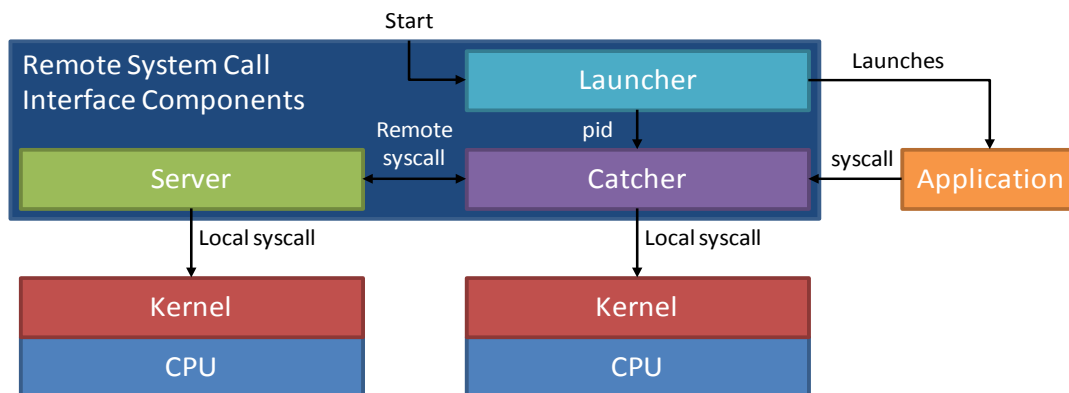 Start
Remote System Call
Interface Components
Launcher
Launches
Remote
syscall
pid
syscall
Server
Catcher
Application
Local syscall
Local syscall
Kernel
Kernel
CPU
CPU